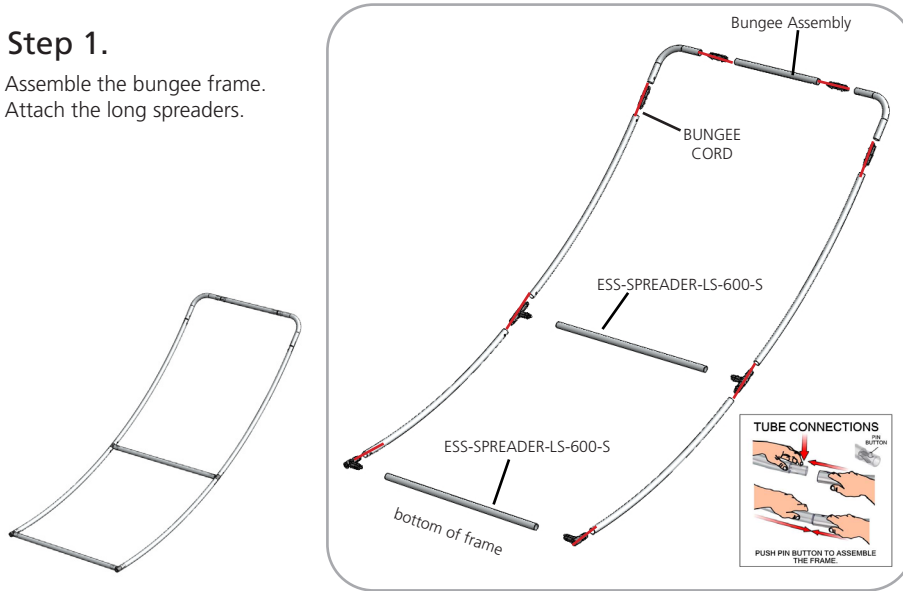 Step 1.
Assemble the bungee frame.
Attach the long spreaders.
Bungee Assembly
BUNGEE
CORD
ESS-SPREADER-LS-600-S
ESS-SPREADER-LS-600-S
bottom of frame
TUBE CONNECTIONS
PIN
BUTTON
PUSH PIN BUTTON TO ASSEMBLE
THE FRAME.